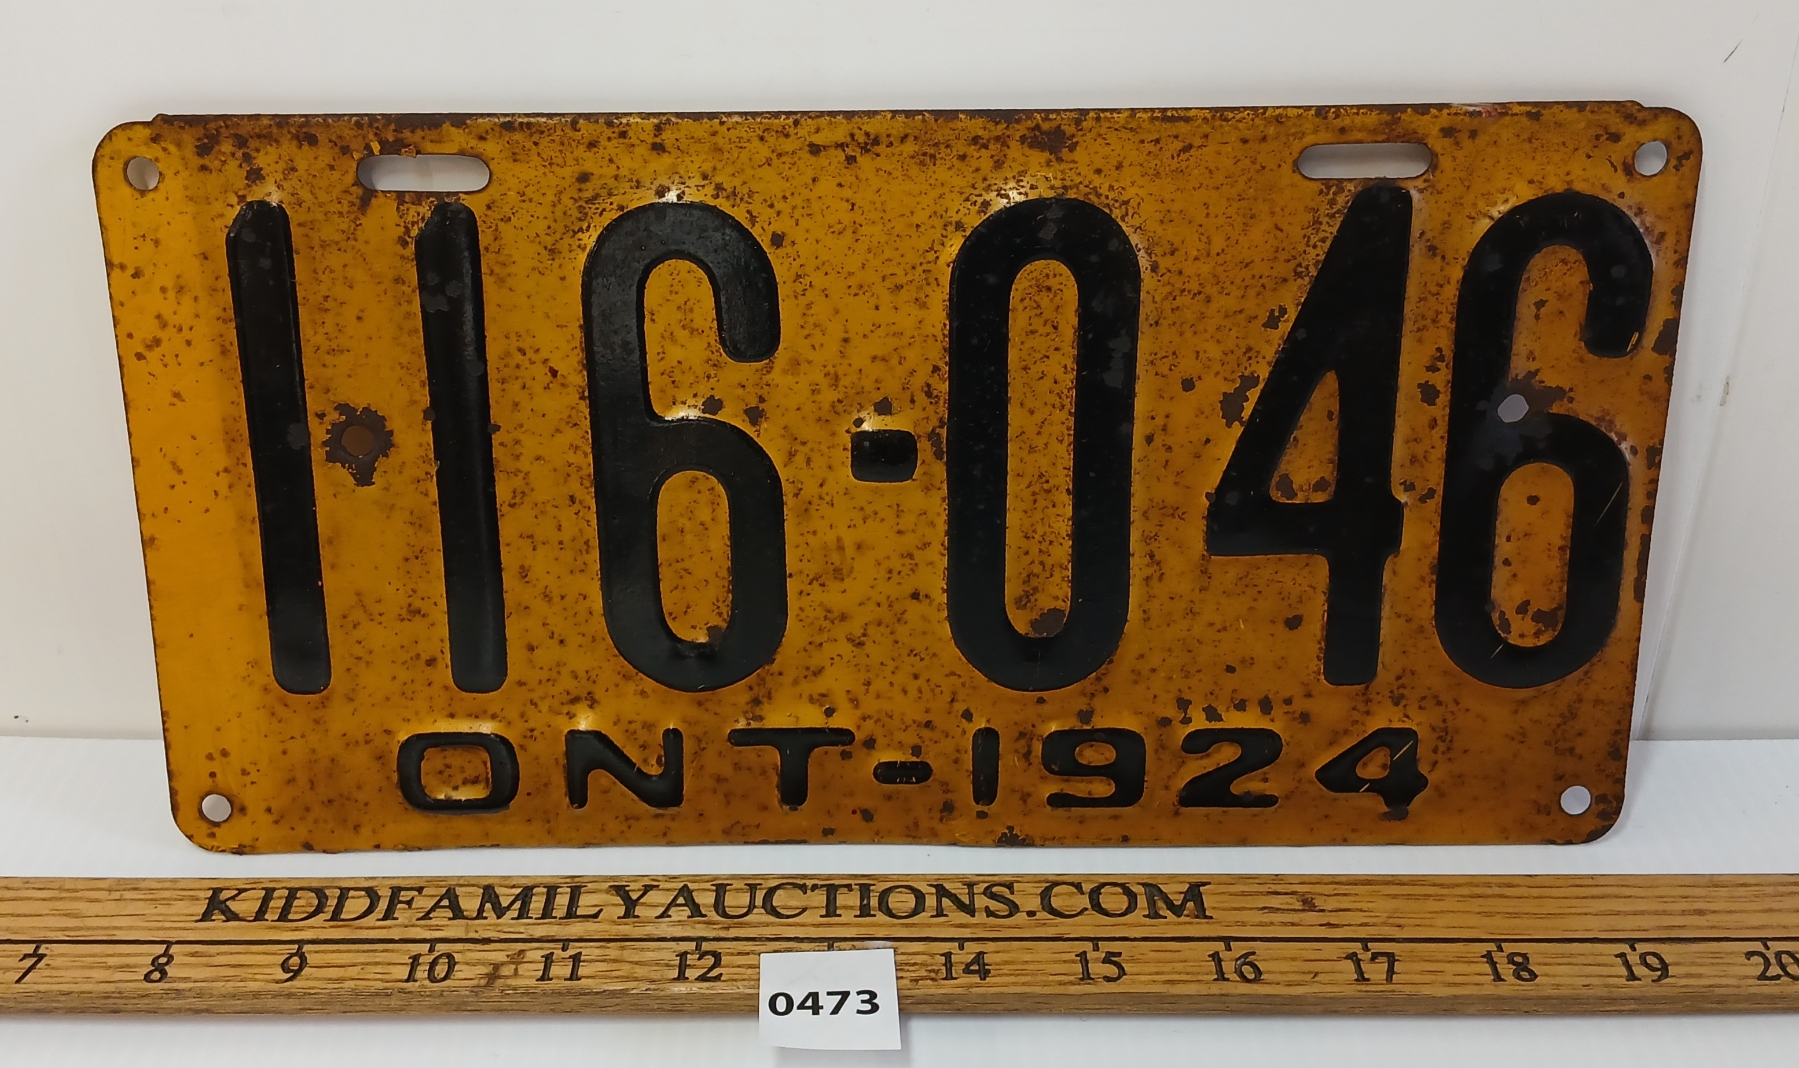 116-046
ONT-1924
KIDDFAMILYAUCTIONS.COM
7 8 9 10 11 12 14 15 16 17 18 19 20
0473